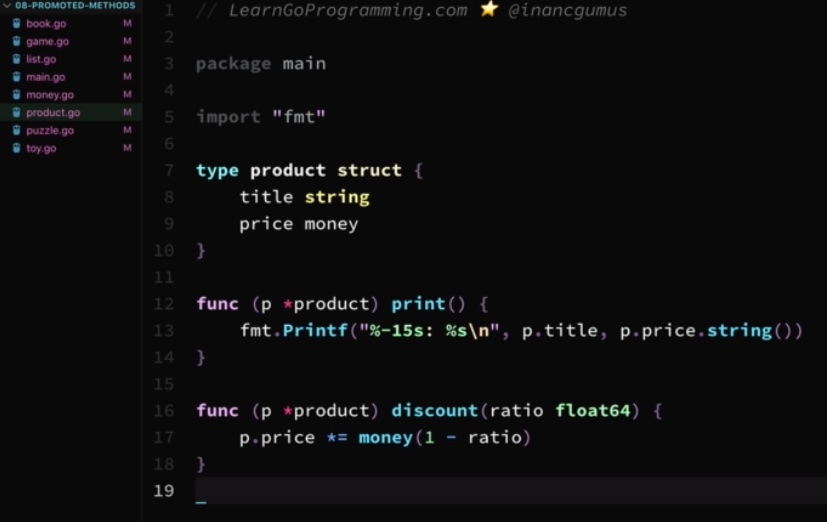 08-PROMOTED-METHODS
book.go M
game.go M
list.go M
main.go M
money.go M
product.go M
puzzle.go M
toy.go M
1 // LearnGoProgramming.com ⭐ @inancgumus
2
3 package main
4
5 import "fmt"
6
7 type product struct {
8     title string
9     price money
10 }
11
12 func (p *product) print() {
13     fmt.Printf("%-15s: %s\n", p.title, p.price.string())
14 }
15
16 func (p *product) discount(ratio float64) {
17     p.price *= money(1 - ratio)
18 }
19